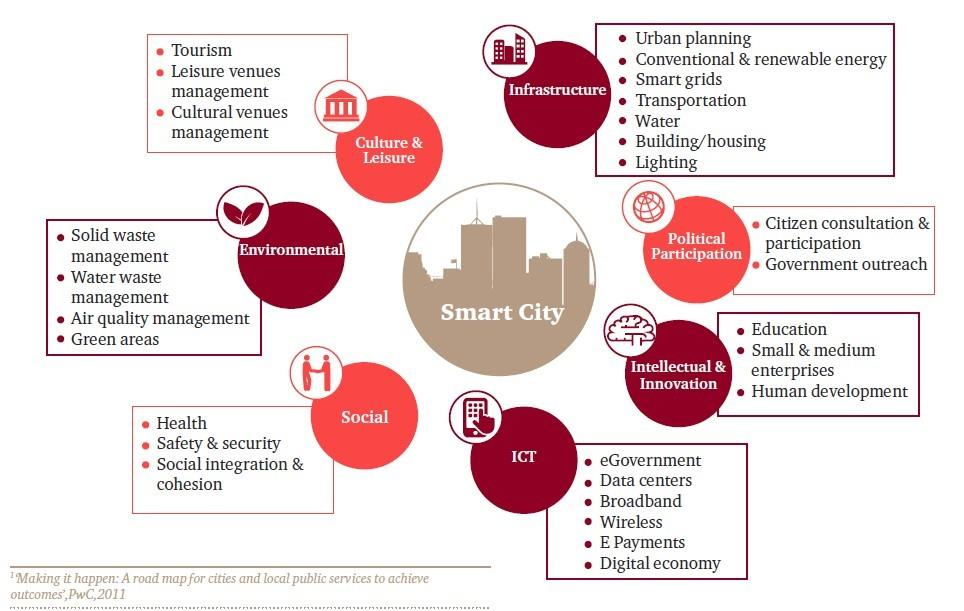 • Tourism
• Leisure venues
management
• Cultural venues
management
Culture &
Leisure
Infrastructure
• Urban planning
• Conventional & renewable energy
• Smart grids
• Transportation
• Water
• Building/housing
• Lighting
Political
Participation
• Citizen consultation &
participation
• Government outreach
Environmental
• Solid waste
management
• Water waste
management
• Air quality management
• Green areas
Smart City
Intellectual &
Innovation
• Education
• Small & medium
enterprises
• Human development
Social
• Health
• Safety & security
• Social integration &
cohesion
ICT
• eGovernment
• Data centers
• Broadband
• Wireless
• E Payments
• Digital economy
1 'Making it happen: A road map for cities and local public services to achieve
outcomes',PwC,2011